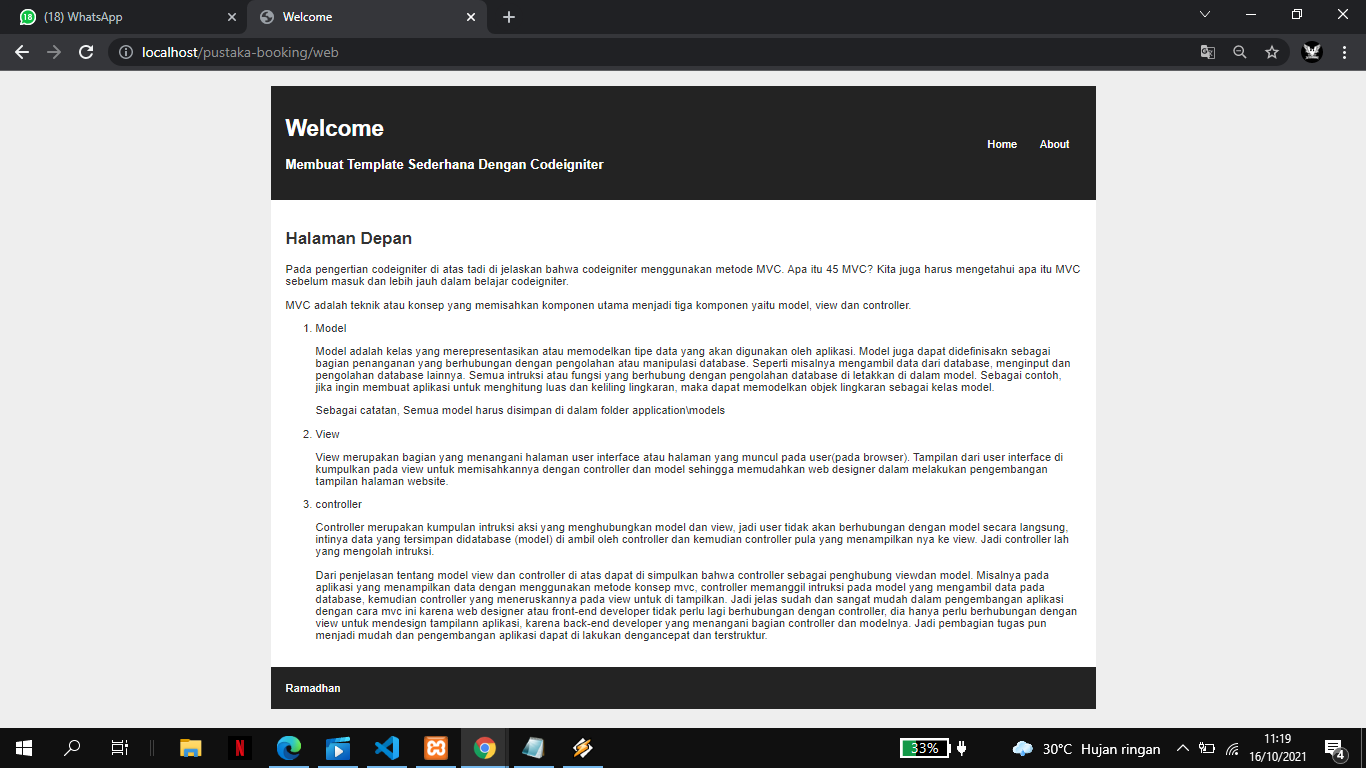 (18) WhatsApp
Welcome
localhost/pustaka-booking/web
Welcome
Membuat Template Sederhana Dengan Codeigniter
Home About
Halaman Depan
Pada pengertian codeigniter di atas tadi di jelaskan bahwa codeigniter menggunakan metode MVC. Apa itu 45 MVC? Kita juga harus mengetahui apa itu MVC
sebelum masuk dan lebih jauh dalam belajar codeigniter.
MVC adalah teknik atau konsep yang memisahkan komponen utama menjadi tiga komponen yaitu model, view dan controller.
1. Model
Model adalah kelas yang merepresentasikan atau memodelkan tipe data yang akan digunakan oleh aplikasi. Model juga dapat didefinisakn sebagai
bagian penanganan yang berhubungan dengan pengolahan atau manipulasi database. Seperti misalnya mengambil data dari database, menginput dan
pengolahan database lainnya. Semua intruksi atau fungsi yang berhubung dengan pengolahan database di letakkan di dalam model. Sebagai contoh,
jika ingin membuat aplikasi untuk menghitung luas dan keliling lingkaran, maka dapat memodelkan objek lingkaran sebagai kelas model.
Sebagai catatan, Semua model harus disimpan di dalam folder application\models
2. View
View merupakan bagian yang menangani halaman user interface atau halaman yang muncul pada user(pada browser). Tampilan dari user interface di
kumpulkan pada view untuk memisahkannya dengan controller dan model sehingga memudahkan web designer dalam melakukan pengembangan
tampilan halaman website.
3. controller
Controller merupakan kumpulan intruksi aksi yang menghubungkan model dan view, jadi user tidak akan berhubungan dengan model secara langsung,
intinya data yang tersimpan didatabase (model) di ambil oleh controller dan kemudian controller pula yang menampilkan nya ke view. Jadi controller lah
yang mengolah intruksi.
Dari penjelasan tentang model view dan controller di atas dapat di simpulkan bahwa controller sebagai penghubung viewdan model. Misalnya pada
aplikasi yang menampilkan data dengan menggunakan metode konsep mvc, controller memanggil intruksi pada model yang mengambil data pada
database, kemudian controller yang meneruskannya pada view untuk di tampilkan. Jadi jelas sudah dan sangat mudah dalam pengembangan aplikasi
dengan cara mvc ini karena web designer atau front-end developer tidak perlu lagi berhubungan dengan controller, dia hanya perlu berhubungan dengan
view untuk mendesign tampilann aplikasi, karena back-end developer yang menangani bagian controller dan modelnya. Jadi pembagian tugas pun
menjadi mudah dan pengembangan aplikasi dapat di lakukan dengancepat dan terstruktur.
Ramadhan
33%
30°C Hujan ringan
11:19
16/10/2021
4